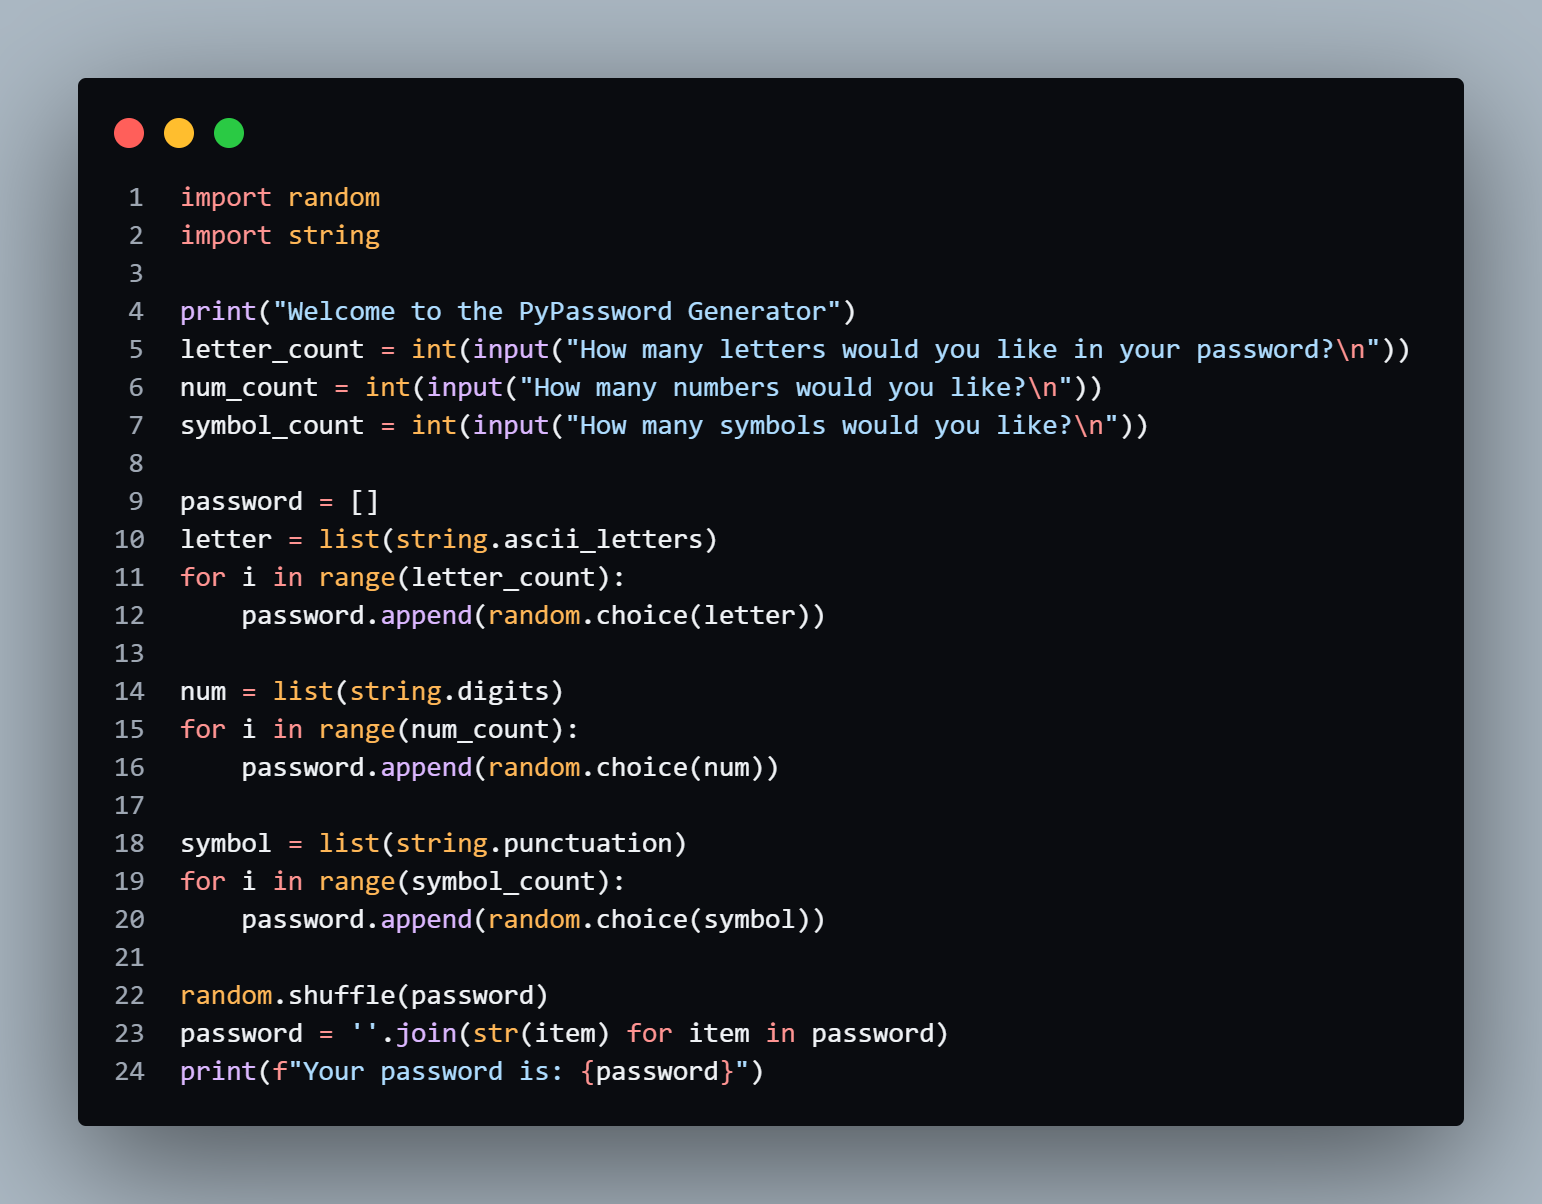 1 import random
2 import string
3
4 print("Welcome to the PyPassword Generator")
5 letter_count = int(input("How many letters would you like in your password?\n"))
6 num_count = int(input("How many numbers would you like?\n"))
7 symbol_count = int(input("How many symbols would you like?\n"))
8
9 password = []
10 letter = list(string.ascii_letters)
11 for i in range(letter_count):
12     password.append(random.choice(letter))
13
14 num = list(string.digits)
15 for i in range(num_count):
16     password.append(random.choice(num))
17
18 symbol = list(string.punctuation)
19 for i in range(symbol_count):
20     password.append(random.choice(symbol))
21
22 random.shuffle(password)
23 password = ''.join(str(item) for item in password)
24 print(f"Your password is: {password}")